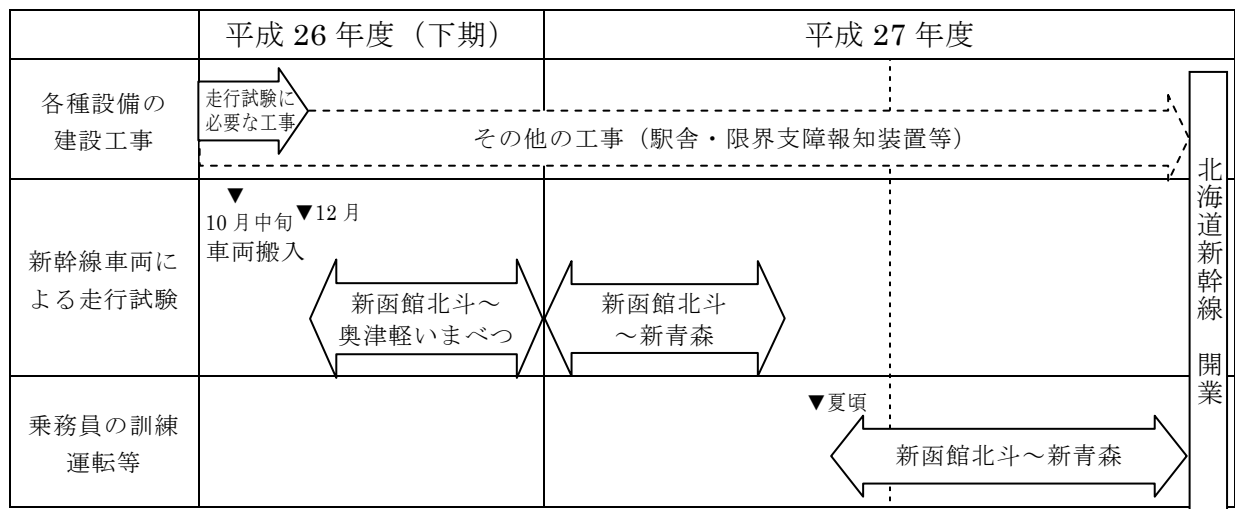 平成 26 年度（下期）
平成 27 年度
各種設備の
建設工事
走行試験に
必要な工事
その他の工事（駅舎・限界支障報知装置等）
新幹線車両に
よる走行試験
▼
10 月中旬
車両搬入
▼12 月
新函館北斗～
奥津軽いまべつ
新函館北斗
～新青森
乗務員の訓練
運転等
▼夏頃
新函館北斗～新青森
北海道新幹線 開業